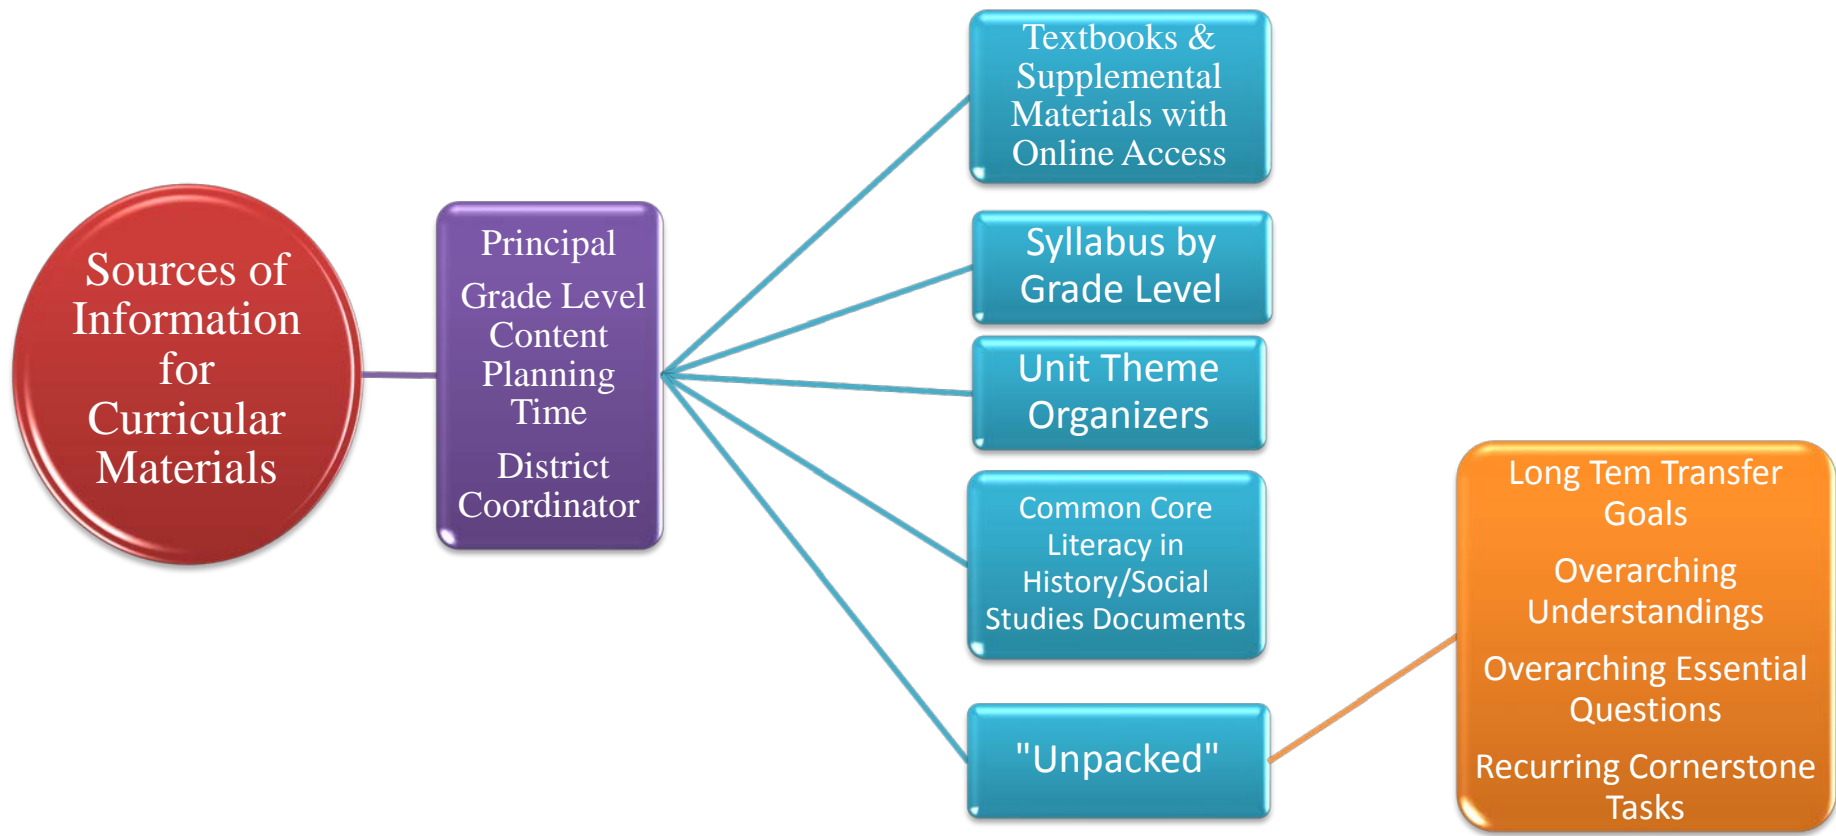 Sources of
Information
for
Curricular
Materials
Principal
Grade Level
Content
Planning
Time
District
Coordinator
Textbooks &
Supplemental
Materials with
Online Access
Syllabus by
Grade Level
Unit Theme
Organizers
Common Core
Literacy in
History/Social
Studies Documents
"Unpacked"
Long Tem Transfer
Goals
Overarching
Understandings
Overarching Essential
Questions
Recurring Cornerstone
Tasks